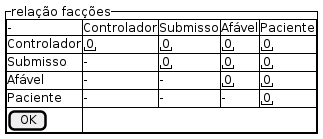 relação facções
- Controlador Submisso Afável Paciente
Controlador 0 0 0 0
Submisso - 0 0 0
Afável - - 0 0
Paciente - - - 0
OK